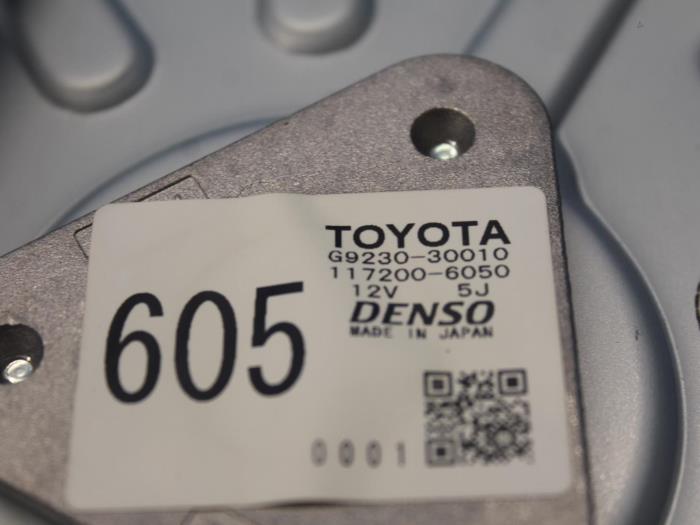 TOYOTA
G9230-30010
117200-6050
12V 5J
DENSO
MADE IN JAPAN
605
0001